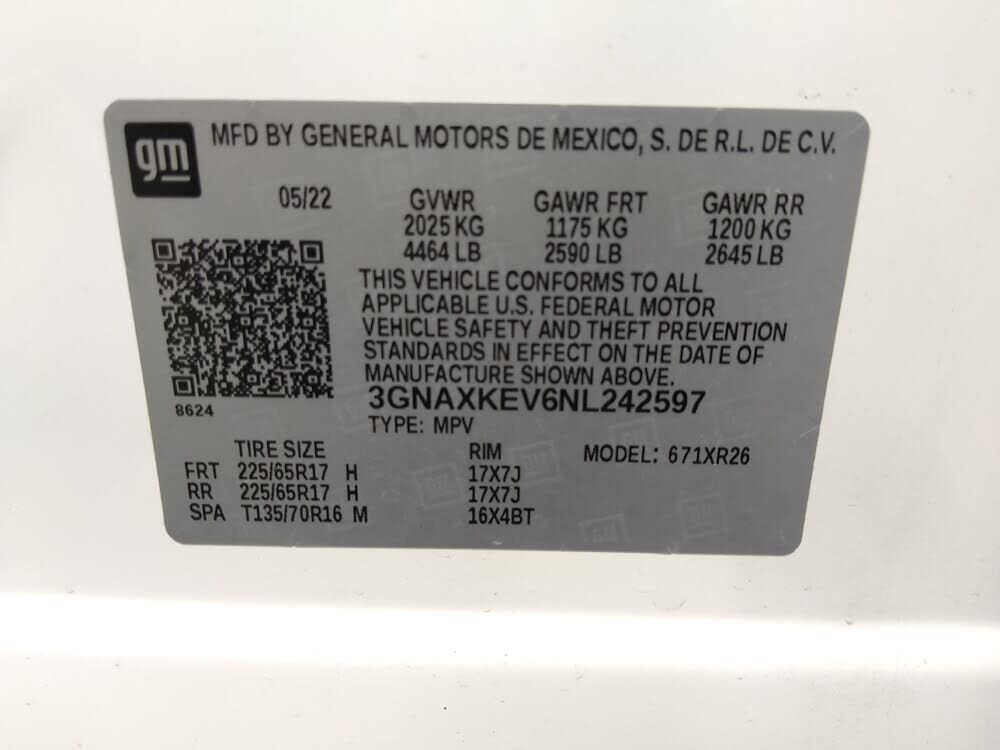 gm
MFD BY GENERAL MOTORS DE MEXICO, S. DE R.L. DE C.V.
05/22 GVWR GAWR FRT GAWR RR
2025 KG 1175 KG 1200 KG
4464 LB 2590 LB 2645 LB
THIS VEHICLE CONFORMS TO ALL
APPLICABLE U.S. FEDERAL MOTOR
VEHICLE SAFETY AND THEFT PREVENTION
STANDARDS IN EFFECT ON THE DATE OF
MANUFACTURE SHOWN ABOVE.
8624
3GNAXKEV6NL242597
TYPE: MPV
TIRE SIZE RIM MODEL: 671XR26
FRT 225/65R17 H 17X7J
RR 225/65R17 H 17X7J
SPA T135/70R16 M 16X4BT